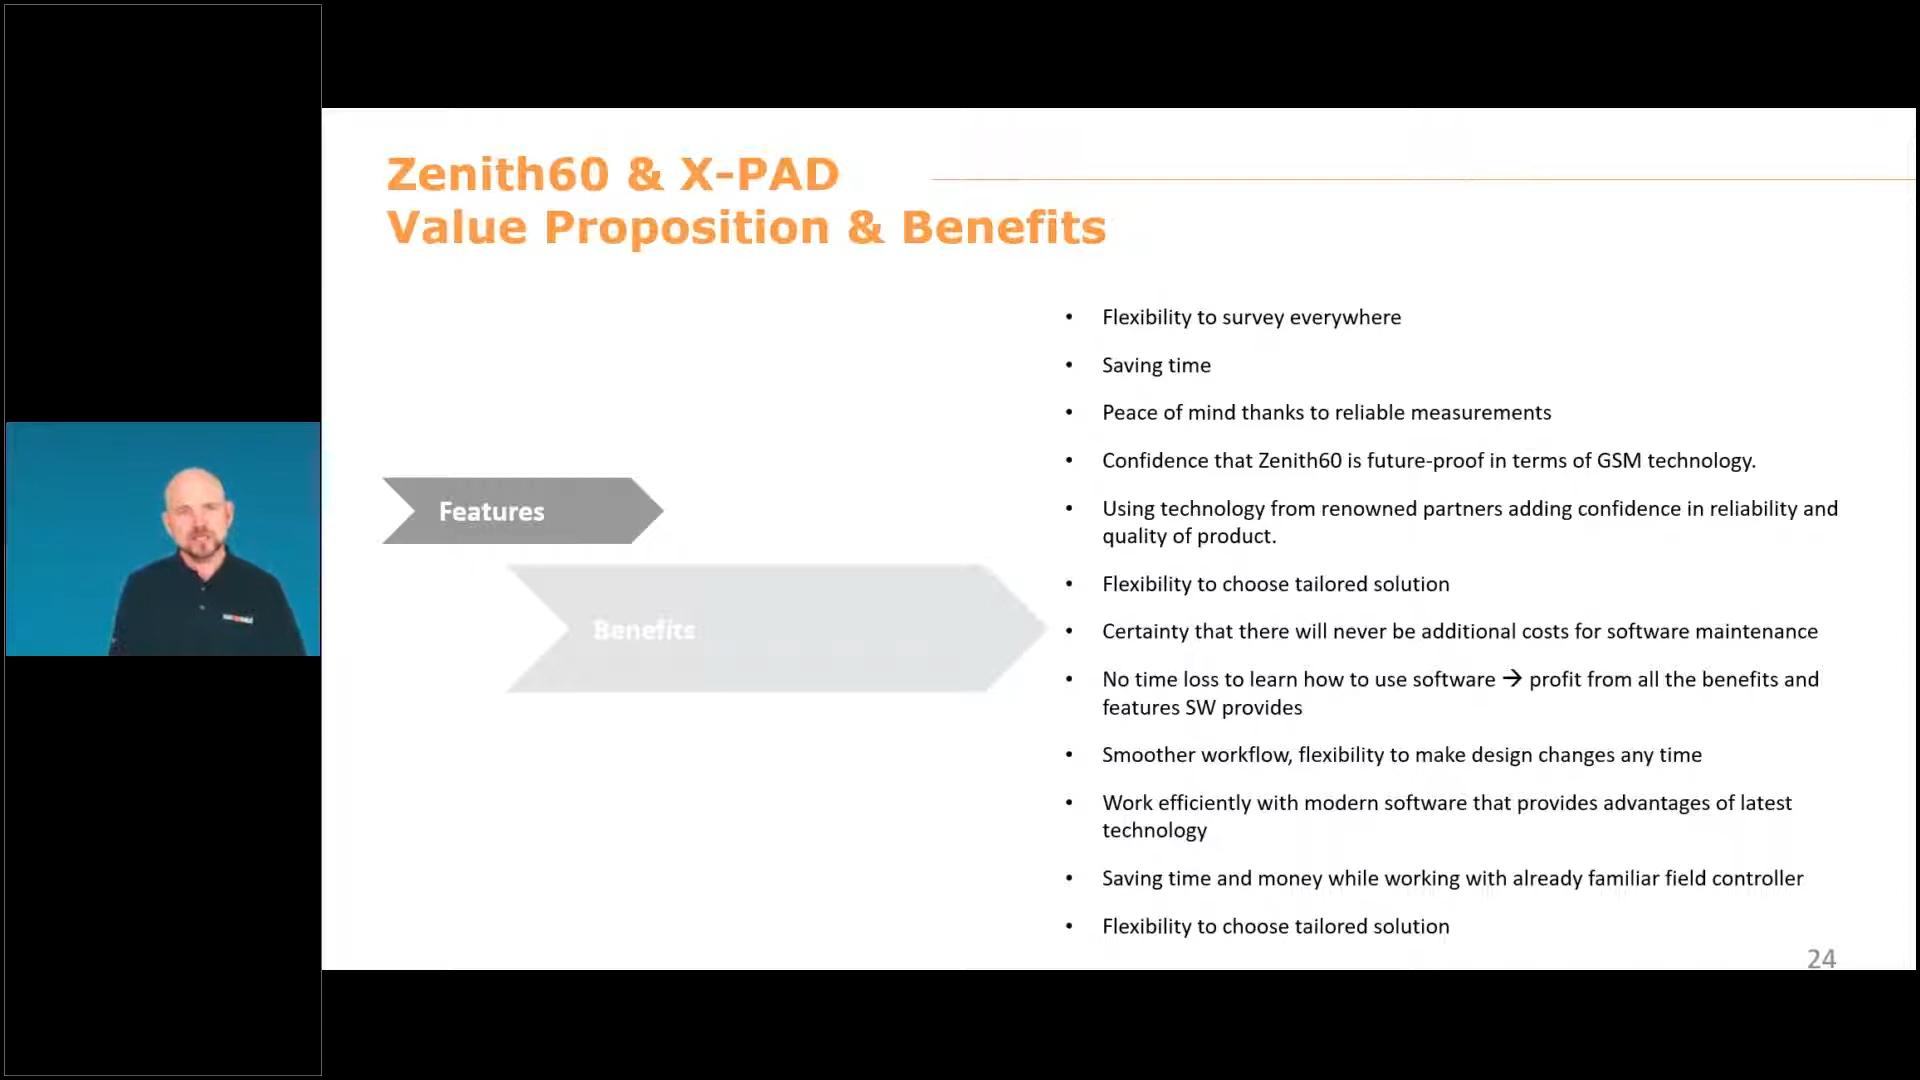 Zenith60 & X-PAD
Value Proposition & Benefits
Features
Benefits
• Flexibility to survey everywhere
• Saving time
• Peace of mind thanks to reliable measurements
• Confidence that Zenith60 is future-proof in terms of GSM technology.
• Using technology from renowned partners adding confidence in reliability and
quality of product.
• Flexibility to choose tailored solution
• Certainty that there will never be additional costs for software maintenance
• No time loss to learn how to use software → profit from all the benefits and
features SW provides
• Smoother workflow, flexibility to make design changes any time
• Work efficiently with modern software that provides advantages of latest
technology
• Saving time and money while working with already familiar field controller
• Flexibility to choose tailored solution
24